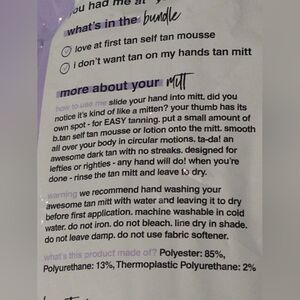 you had me at
what's in the bundle
love at first tan self tan mousse
i don't want tan on my hands tan mitt
more about your mitt
how to use me slide your hand into mitt. did you
notice it's kind of like a mitten? your thumb has its
own spot - for EASY tanning. put a small amount of
b.tan self tan mousse or lotion onto the mitt. smooth
all over your body in circular motions. ta-da! an
awesome dark tan with no streaks. designed for
lefties or righties - any hand will do! when you're
done - rinse the tan mitt and leave to dry.
warning we recommend hand washing your
awesome tan mitt with water and leaving it to dry
before first application. machine washable in cold
water. do not iron. do not bleach. line dry in shade.
do not leave damp. do not use fabric softener.
what's this product made of? Polyester: 85%,
Polyurethane: 13%, Thermoplastic Polyurethane: 2%